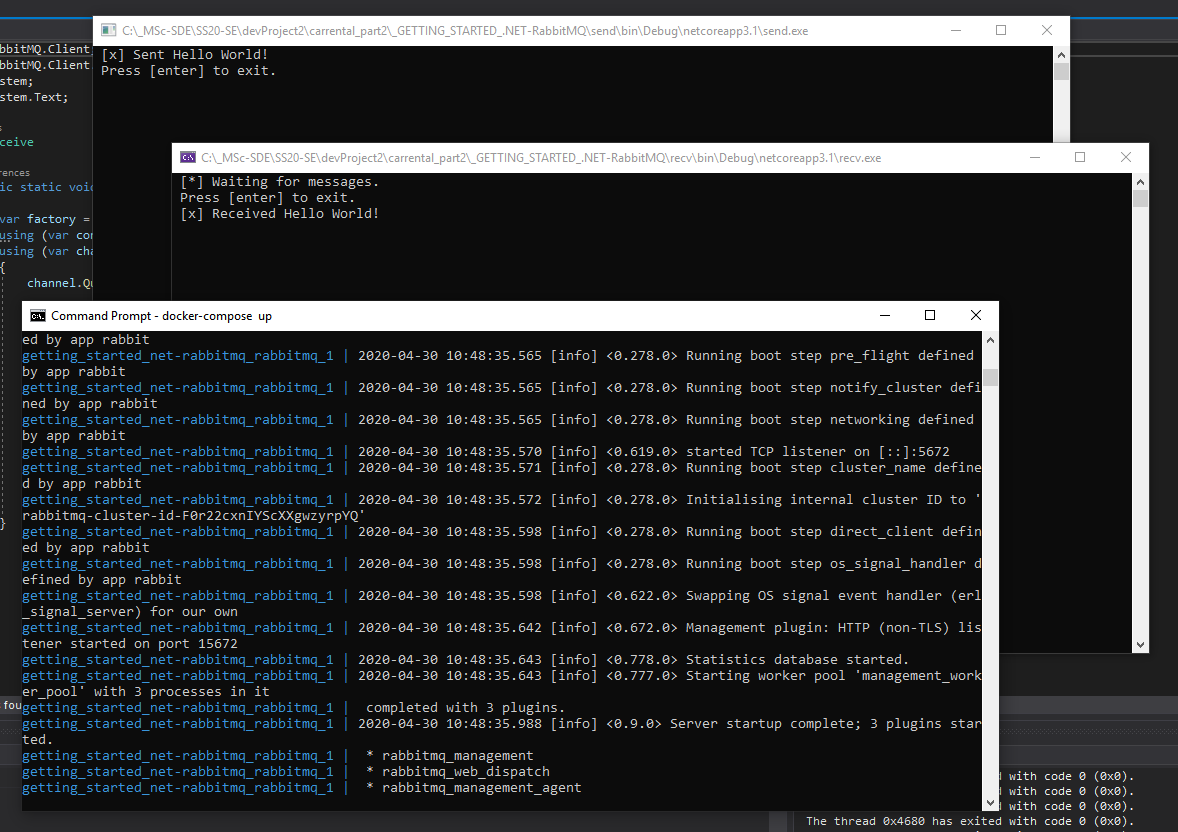 C:\_MSc-SDE\SS20-SE\devProject2\carrental_part2\_GETTING_STARTED_.NET-RabbitMQ\send\bin\Debug\netcoreapp3.1\send.exe
[x] Sent Hello World!
Press [enter] to exit.
bbitMQ.Client
bbitMQ.Client.
stem;
stem.Text;
s
ceive
rences
ic static void
var factory =
using (var con
using (var cha
{
channel.Qu
}
C:\_MSc-SDE\SS20-SE\devProject2\carrental_part2\_GETTING_STARTED_.NET-RabbitMQ\recv\bin\Debug\netcoreapp3.1\recv.exe
[*] Waiting for messages.
Press [enter] to exit.
[x] Received Hello World!
Command Prompt - docker-compose up
ed by app rabbit
getting_started_net-rabbitmq_rabbitmq_1 | 2020-04-30 10:48:35.565 [info] <0.278.0> Running boot step pre_flight defined
by app rabbit
getting_started_net-rabbitmq_rabbitmq_1 | 2020-04-30 10:48:35.565 [info] <0.278.0> Running boot step notify_cluster defi
ned by app rabbit
getting_started_net-rabbitmq_rabbitmq_1 | 2020-04-30 10:48:35.565 [info] <0.278.0> Running boot step networking defined
by app rabbit
getting_started_net-rabbitmq_rabbitmq_1 | 2020-04-30 10:48:35.570 [info] <0.619.0> started TCP listener on [::]:5672
getting_started_net-rabbitmq_rabbitmq_1 | 2020-04-30 10:48:35.571 [info] <0.278.0> Running boot step cluster_name define
d by app rabbit
getting_started_net-rabbitmq_rabbitmq_1 | 2020-04-30 10:48:35.572 [info] <0.278.0> Initialising internal cluster ID to '
rabbitmq-cluster-id-F0r22cxnIYScXXgwzyrpYQ'
getting_started_net-rabbitmq_rabbitmq_1 | 2020-04-30 10:48:35.598 [info] <0.278.0> Running boot step direct_client defin
ed by app rabbit
getting_started_net-rabbitmq_rabbitmq_1 | 2020-04-30 10:48:35.598 [info] <0.278.0> Running boot step os_signal_handler d
efined by app rabbit
getting_started_net-rabbitmq_rabbitmq_1 | 2020-04-30 10:48:35.598 [info] <0.622.0> Swapping OS signal event handler (erl
_signal_server) for our own
getting_started_net-rabbitmq_rabbitmq_1 | 2020-04-30 10:48:35.642 [info] <0.672.0> Management plugin: HTTP (non-TLS) lis
tener started on port 15672
getting_started_net-rabbitmq_rabbitmq_1 | 2020-04-30 10:48:35.643 [info] <0.778.0> Statistics database started.
getting_started_net-rabbitmq_rabbitmq_1 | 2020-04-30 10:48:35.643 [info] <0.777.0> Starting worker pool 'management_work
er_pool' with 3 processes in it
getting_started_net-rabbitmq_rabbitmq_1 | completed with 3 plugins.
getting_started_net-rabbitmq_rabbitmq_1 | 2020-04-30 10:48:35.988 [info] <0.9.0> Server startup complete; 3 plugins star
ted.
getting_started_net-rabbitmq_rabbitmq_1 | * rabbitmq_management
getting_started_net-rabbitmq_rabbitmq_1 | * rabbitmq_web_dispatch
getting_started_net-rabbitmq_rabbitmq_1 | * rabbitmq_management_agent
fou
d with code 0 (0x0).
d with code 0 (0x0).
d with code 0 (0x0).
The thread 0x4680 has exited with code 0 (0x0).